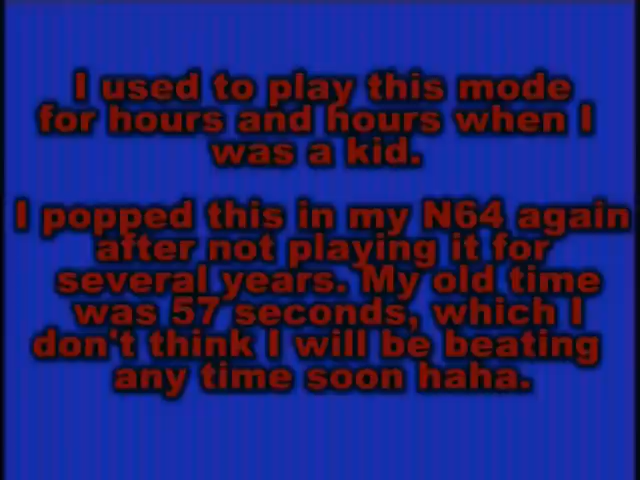 I used to play this mode
for hours and hours when I
was a kid.
I popped this in my N64 again
after not playing it for
several years. My old time
was 57 seconds, which I
don't think I will be beating
any time soon haha.